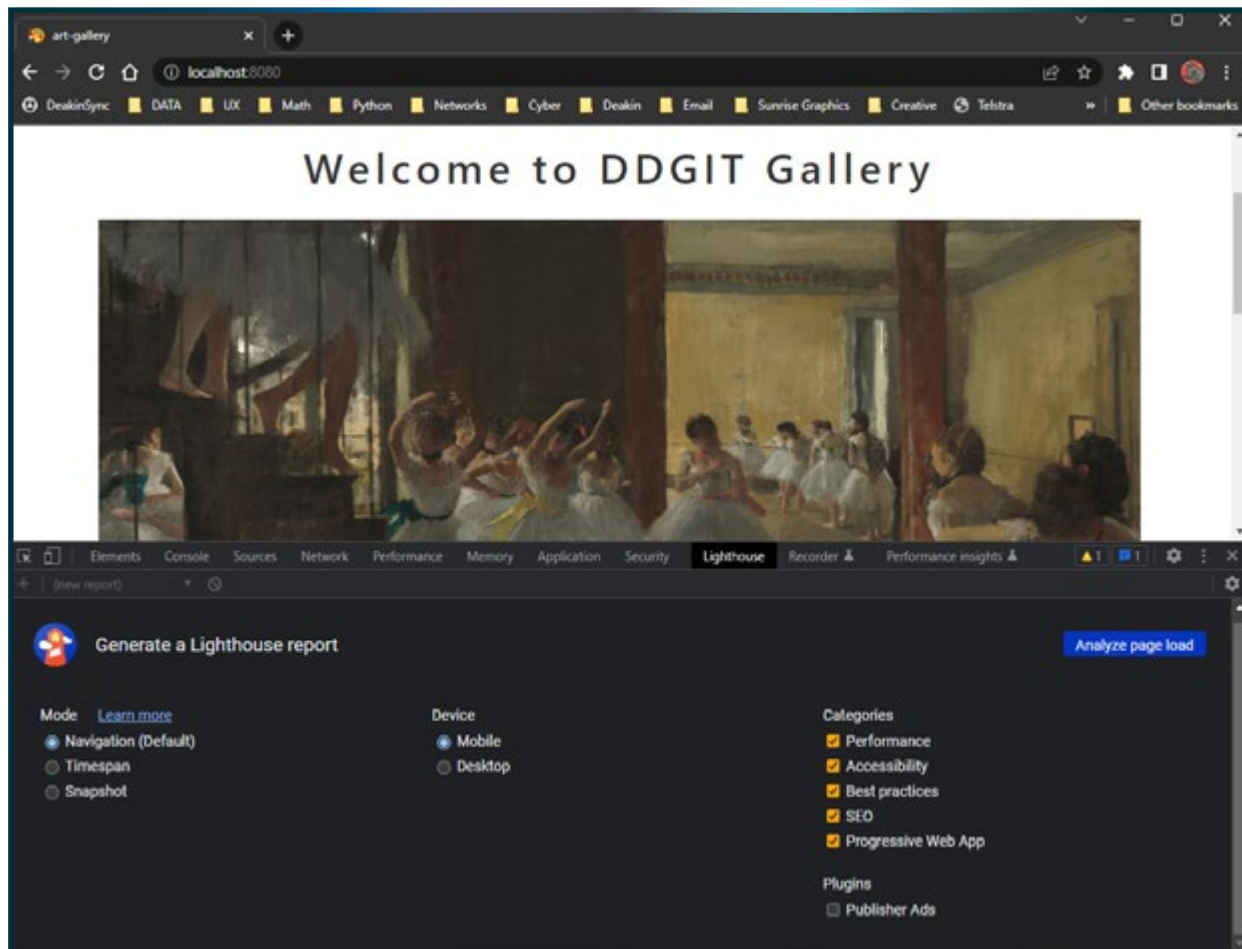 art-gallery
localhost:8080
DeakinSync DATA UX Math Python Networks Cyber Deakin Email Sunrise Graphics Creative Telstra » Other bookmarks
Welcome to DDGIT Gallery
Elements Console Sources Network Performance Memory Application Security Lighthouse Recorder Performance insights 1 1
+ (new report)
Generate a Lighthouse report Analyze page load
Mode Learn more Device Categories
Navigation (Default) Mobile Performance
Timespan Desktop Accessibility
Snapshot Best practices
SEO
Progressive Web App
Plugins
Publisher Ads